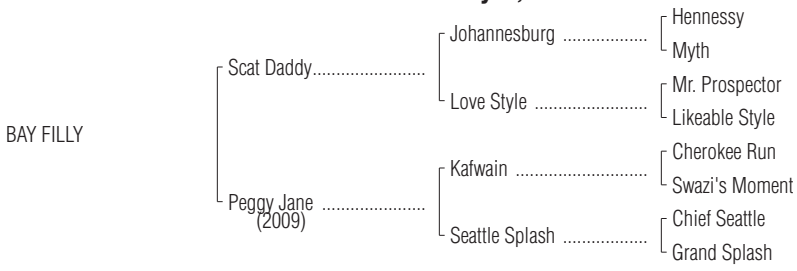 Hennessy
Johannesburg ...................
Myth
Scat Daddy.........................
Mr. Prospector
Love Style .........................
Likeable Style
BAY FILLY
Cherokee Run
Kafwain .............................
Swazi's Moment
Peggy Jane .......................
(2009)
Chief Seattle
Seattle Splash ...................
Grand Splash